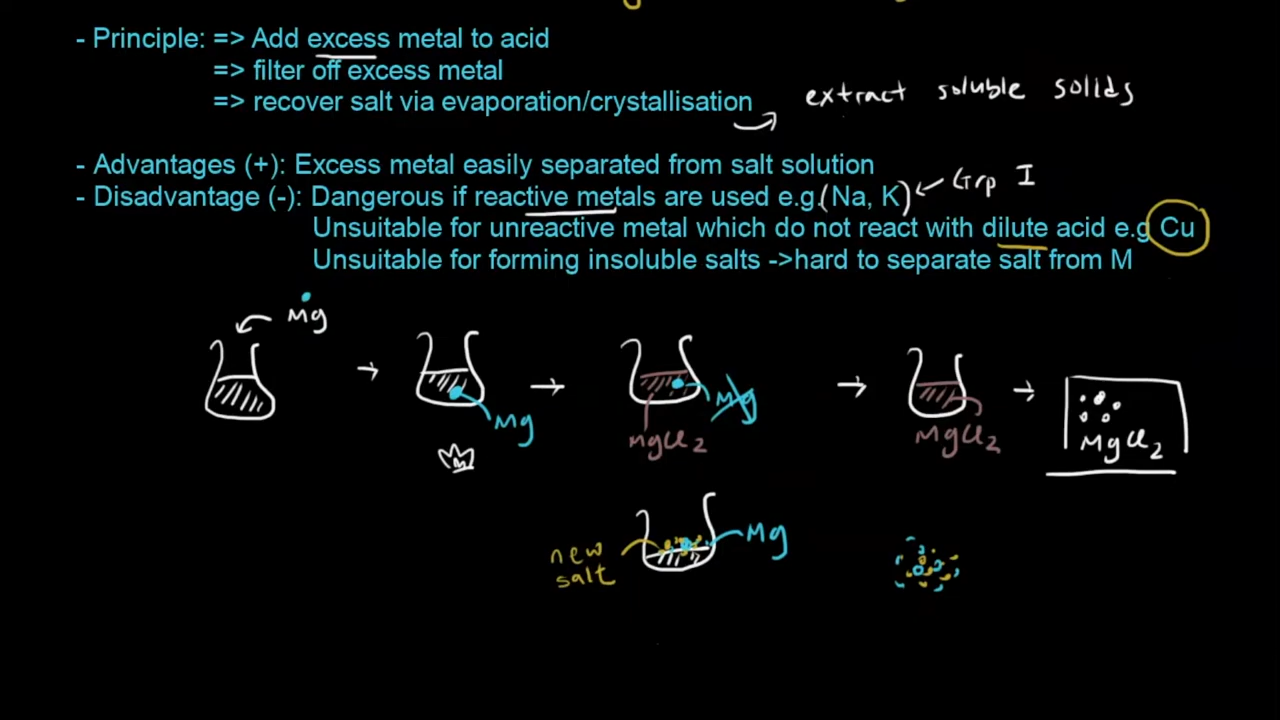 - Principle: => Add excess metal to acid
=> filter off excess metal
=> recover salt via evaporation/crystallisation
extract soluble solids
- Advantages (+): Excess metal easily separated from salt solution
- Disadvantage (-): Dangerous if reactive metals are used e.g.(Na, K)
Grp I
Unsuitable for unreactive metal which do not react with dilute acid e.g Cu
Unsuitable for forming insoluble salts ->hard to separate salt from M
Mg
Mg
Mg
MgCl2
MgCl2
MgCl2
new
salt
Mg